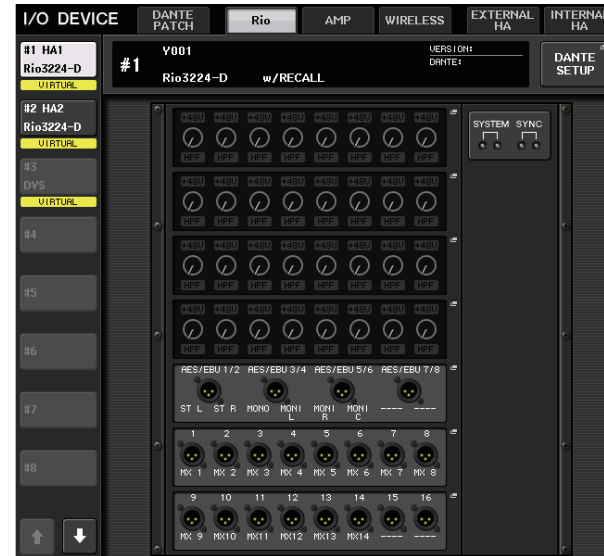 I/O DEVICE DANTE PATCH Rio AMP WIRELESS EXTERNAL HA INTERNAL HA
#1 HA1
Rio3224-D
VIRTUAL
#1 Y001 VERSION:
DANTE:
Rio3224-D w/RECALL
DANTE SETUP
#2 HA2
Rio3224-D
VIRTUAL
#3
DVS
VIRTUAL
#4
#5
#6
#7
#8
+48V +48V +48V +48V +48V +48V +48V +48V
HPF HPF HPF HPF HPF HPF HPF HPF
+48V +48V +48V +48V +48V +48V +48V +48V
HPF HPF HPF HPF HPF HPF HPF HPF
+48V +48V +48V +48V +48V +48V +48V +48V
HPF HPF HPF HPF HPF HPF HPF HPF
+48V +48V +48V +48V +48V +48V +48V +48V
HPF HPF HPF HPF HPF HPF HPF HPF
SYSTEM SYNC
AES/EBU 1/2 AES/EBU 3/4 AES/EBU 5/6 AES/EBU 7/8
ST L ST R MONO MONI L MONI R MONI C ---- ----
1 2 3 4 5 6 7 8
MX 1 MX 2 MX 3 MX 4 MX 5 MX 6 MX 7 MX 8
9 10 11 12 13 14 15 16
MX 9 MX10 MX11 MX12 MX13 MX14 ---- ----